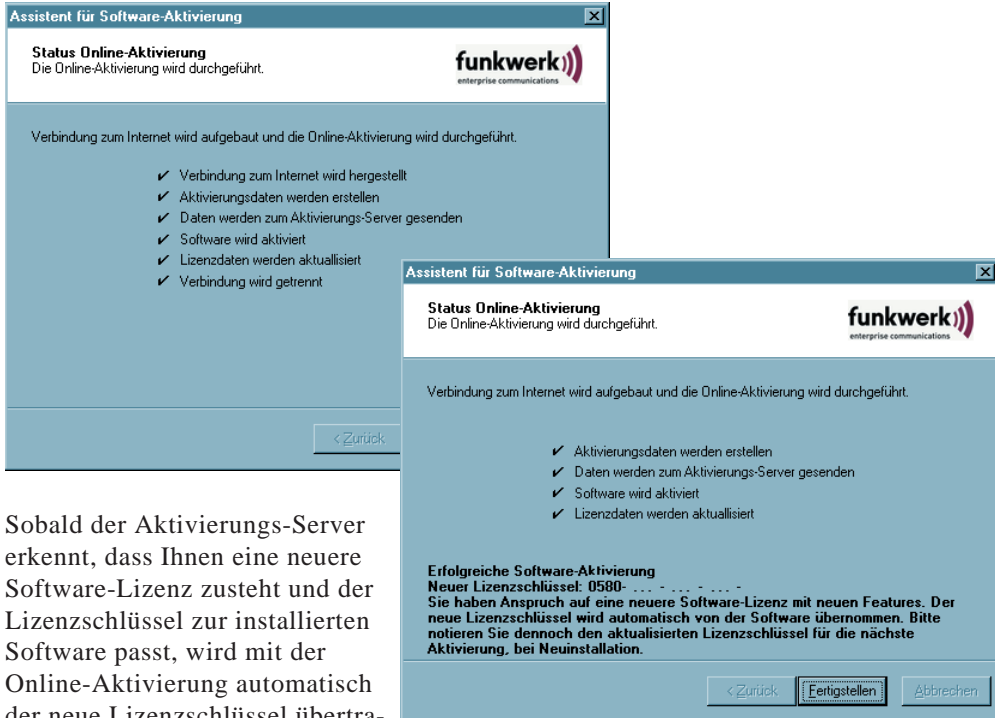 Assistent für Software-Aktivierung
Status Online-Aktivierung
Die Online-Aktivierung wird durchgeführt.
funkwerk
enterprise communications
Verbindung zum Internet wird aufgebaut und die Online-Aktivierung wird durchgeführt.
✔ Verbindung zum Internet wird hergestellt
✔ Aktivierungsdaten werden erstellen
✔ Daten werden zum Aktivierungs-Server gesenden
✔ Software wird aktiviert
✔ Lizenzdaten werden aktuallisiert
✔ Verbindung wird getrennt
< Zurück
Assistent für Software-Aktivierung
Status Online-Aktivierung
Die Online-Aktivierung wird durchgeführt.
funkwerk
enterprise communications
Verbindung zum Internet wird aufgebaut und die Online-Aktivierung wird durchgeführt.
✔ Aktivierungsdaten werden erstellen
✔ Daten werden zum Aktivierungs-Server gesenden
✔ Software wird aktiviert
✔ Lizenzdaten werden aktuallisiert
Erfolgreiche Software-Aktivierung
Neuer Lizenzschlüssel: 0580- ... - ... - ... -
Sie haben Anspruch auf eine neuere Software-Lizenz mit neuen Features. Der
neue Lizenzschlüssel wird automatisch von der Software übernommen. Bitte
notieren Sie dennoch den aktualisierten Lizenzschlüssel für die nächste
Aktivierung, bei Neuinstallation.
< Zurück
Fertigstellen
Abbrechen
Sobald der Aktivierungs-Server
erkennt, dass Ihnen eine neuere
Software-Lizenz zusteht und der
Lizenzschlüssel zur installierten
Software passt, wird mit der
Online-Aktivierung automatisch
der neue Lizenzschlüssel übertra-